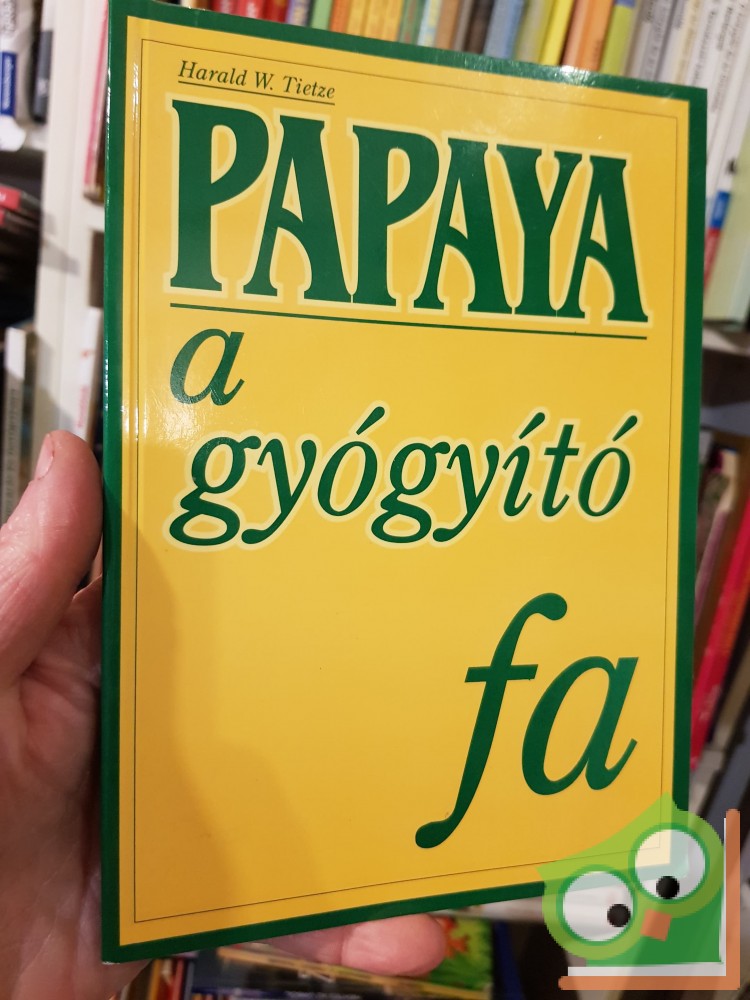 Harald W. Tietze
PAPAYA
a
gyógyító
fa